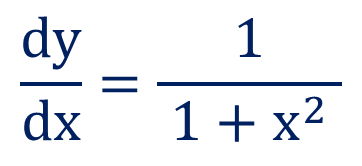 dy/dx = 1/(1 + x²)